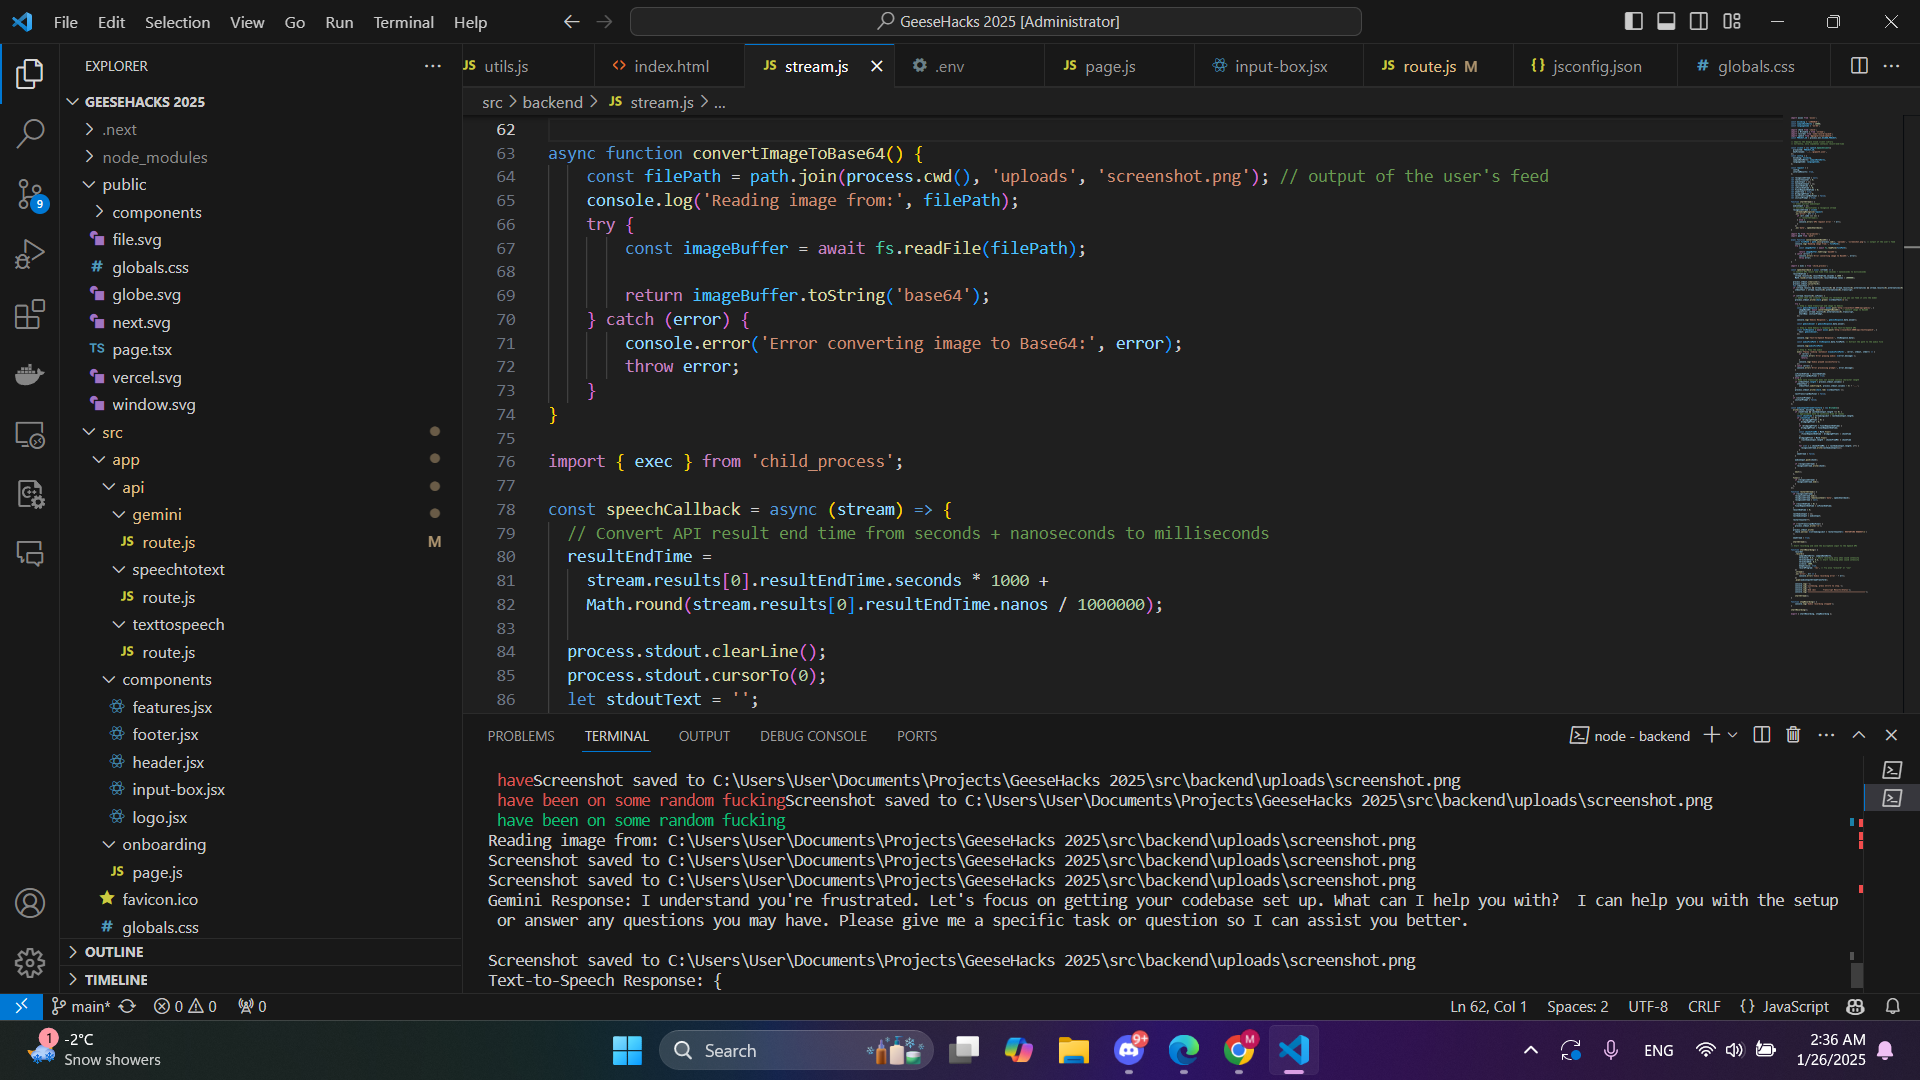 File Edit Selection View Go Run Terminal Help
GeeseHacks 2025 [Administrator]
EXPLORER
GEESEHACKS 2025
.next
node_modules
public
components
file.svg
globals.css
globe.svg
next.svg
page.tsx
vercel.svg
window.svg
src
app
api
gemini
route.js M
speechtotext
route.js
texttospeech
route.js
components
features.jsx
footer.jsx
header.jsx
input-box.jsx
logo.jsx
onboarding
page.js
favicon.ico
globals.css
OUTLINE
TIMELINE
9
JS utils.js
<> index.html
JS stream.js
.env
JS page.js
input-box.jsx
JS route.js M
{} jsconfig.json
# globals.css
src > backend > JS stream.js > ...
62
63 async function convertImageToBase64() {
64 const filePath = path.join(process.cwd(), 'uploads', 'screenshot.png'); // output of the user's feed
65 console.log('Reading image from:', filePath);
66 try {
67 const imageBuffer = await fs.readFile(filePath);
68
69 return imageBuffer.toString('base64');
70 } catch (error) {
71 console.error('Error converting image to Base64:', error);
72 throw error;
73 }
74 }
75
76 import { exec } from 'child_process';
77
78 const speechCallback = async (stream) => {
79 // Convert API result end time from seconds + nanoseconds to milliseconds
80 resultEndTime =
81 stream.results[0].resultEndTime.seconds * 1000 +
82 Math.round(stream.results[0].resultEndTime.nanos / 1000000);
83
84 process.stdout.clearLine();
85 process.stdout.cursorTo(0);
86 let stdoutText = '';
PROBLEMS TERMINAL OUTPUT DEBUG CONSOLE PORTS
node - backend
haveScreenshot saved to C:\Users\User\Documents\Projects\GeeseHacks 2025\src\backend\uploads\screenshot.png
have been on some random fuckingScreenshot saved to C:\Users\User\Documents\Projects\GeeseHacks 2025\src\backend\uploads\screenshot.png
have been on some random fucking
Reading image from: C:\Users\User\Documents\Projects\GeeseHacks 2025\src\backend\uploads\screenshot.png
Screenshot saved to C:\Users\User\Documents\Projects\GeeseHacks 2025\src\backend\uploads\screenshot.png
Screenshot saved to C:\Users\User\Documents\Projects\GeeseHacks 2025\src\backend\uploads\screenshot.png
Gemini Response: I understand you're frustrated. Let's focus on getting your codebase set up. What can I help you with?  I can help you with the setup
or answer any questions you may have. Please give me a specific task or question so I can assist you better.
Screenshot saved to C:\Users\User\Documents\Projects\GeeseHacks 2025\src\backend\uploads\screenshot.png
Text-to-Speech Response: {
main* 0 0 0
Ln 62, Col 1 Spaces: 2 UTF-8 CRLF {} JavaScript
1 -2°C
Snow showers
Search
9+
M
ENG
2:36 AM
1/26/2025